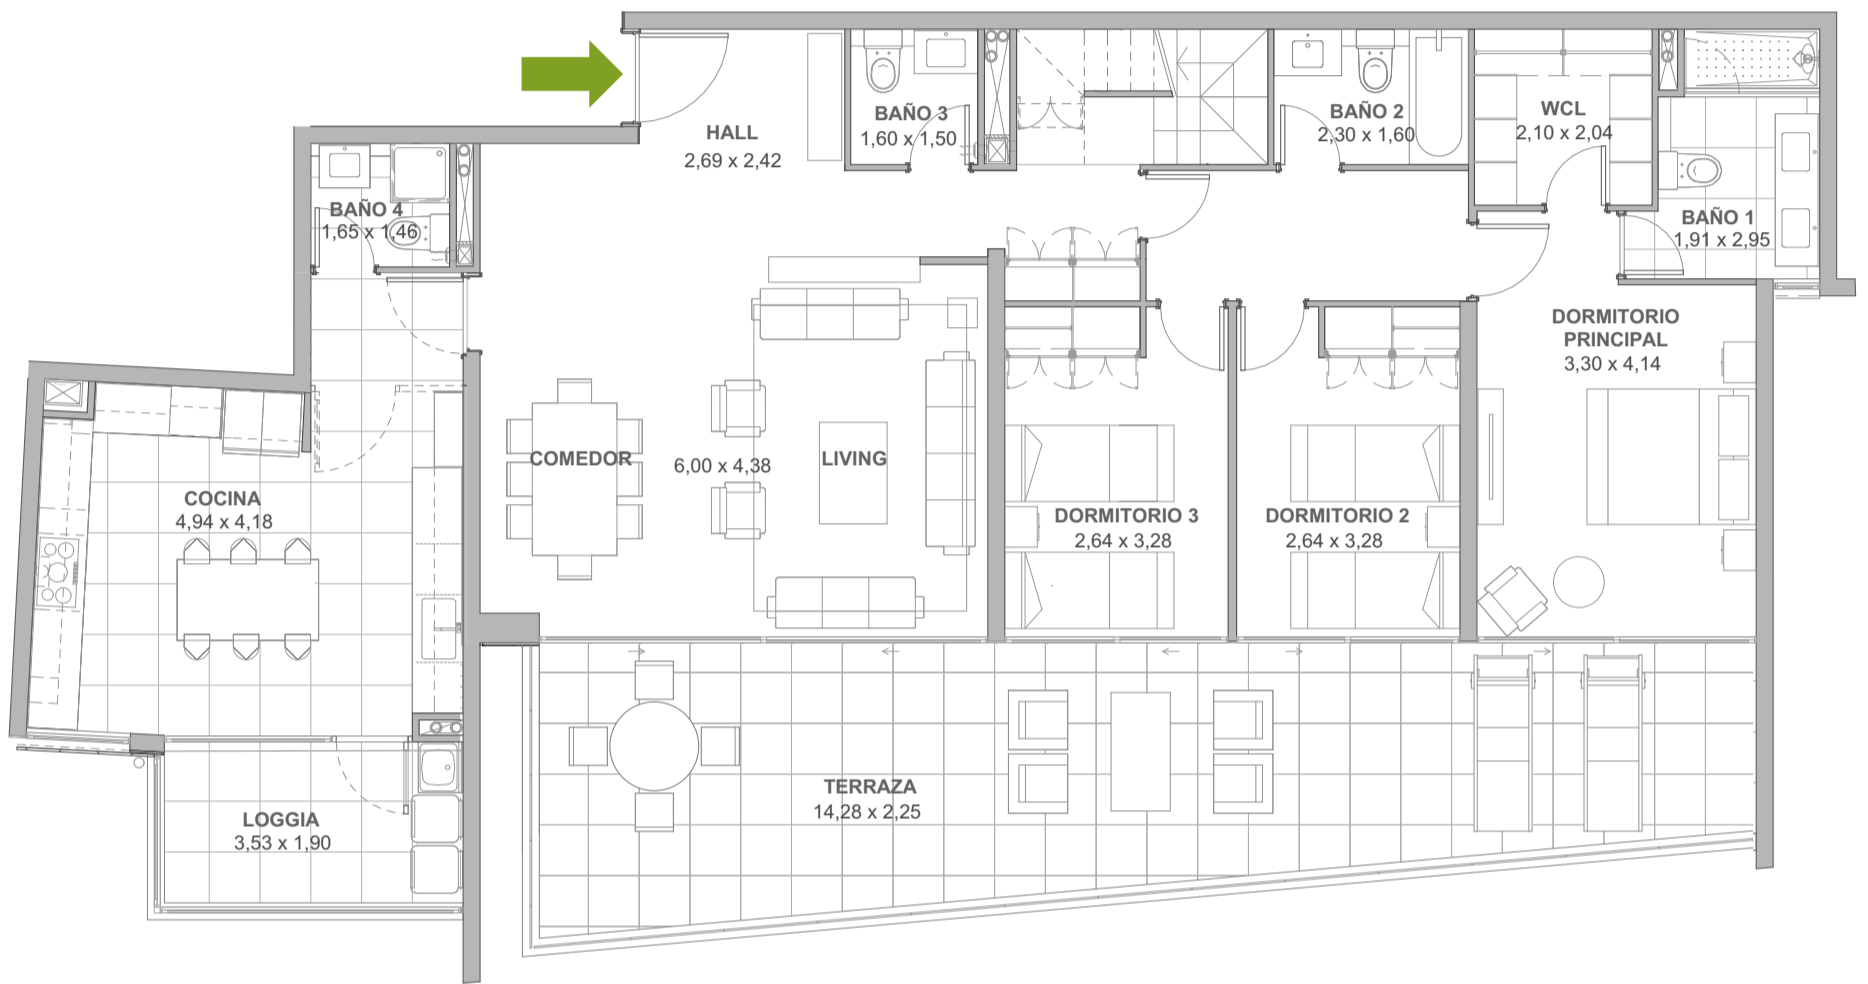 HALL
2,69 x 2,42
BAÑO 3
1,60 x 1,50
BAÑO 2
2,30 x 1,60
WCL
2,10 x 2,04
BAÑO 4
1,65 x 1,46
BAÑO 1
1,91 x 2,95
DORMITORIO
PRINCIPAL
3,30 x 4,14
COMEDOR
6,00 x 4,38
LIVING
COCINA
4,94 x 4,18
DORMITORIO 3
2,64 x 3,28
DORMITORIO 2
2,64 x 3,28
TERRAZA
14,28 x 2,25
LOGGIA
3,53 x 1,90